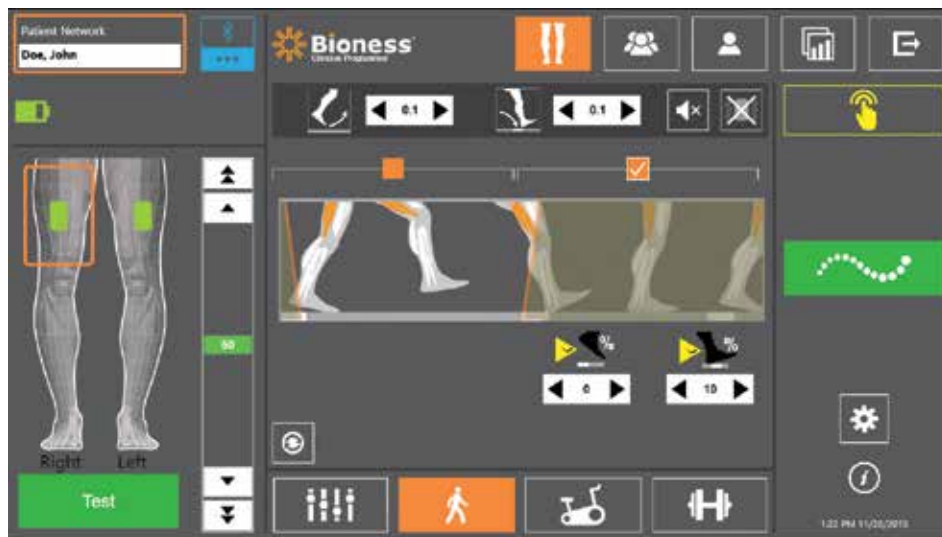 Patient Network
Doe, John
Bioness
Clinician Programmer
0.1
0.1
50
%
%
0
10
Right
Left
Test
1:22 PM 11/20/2015